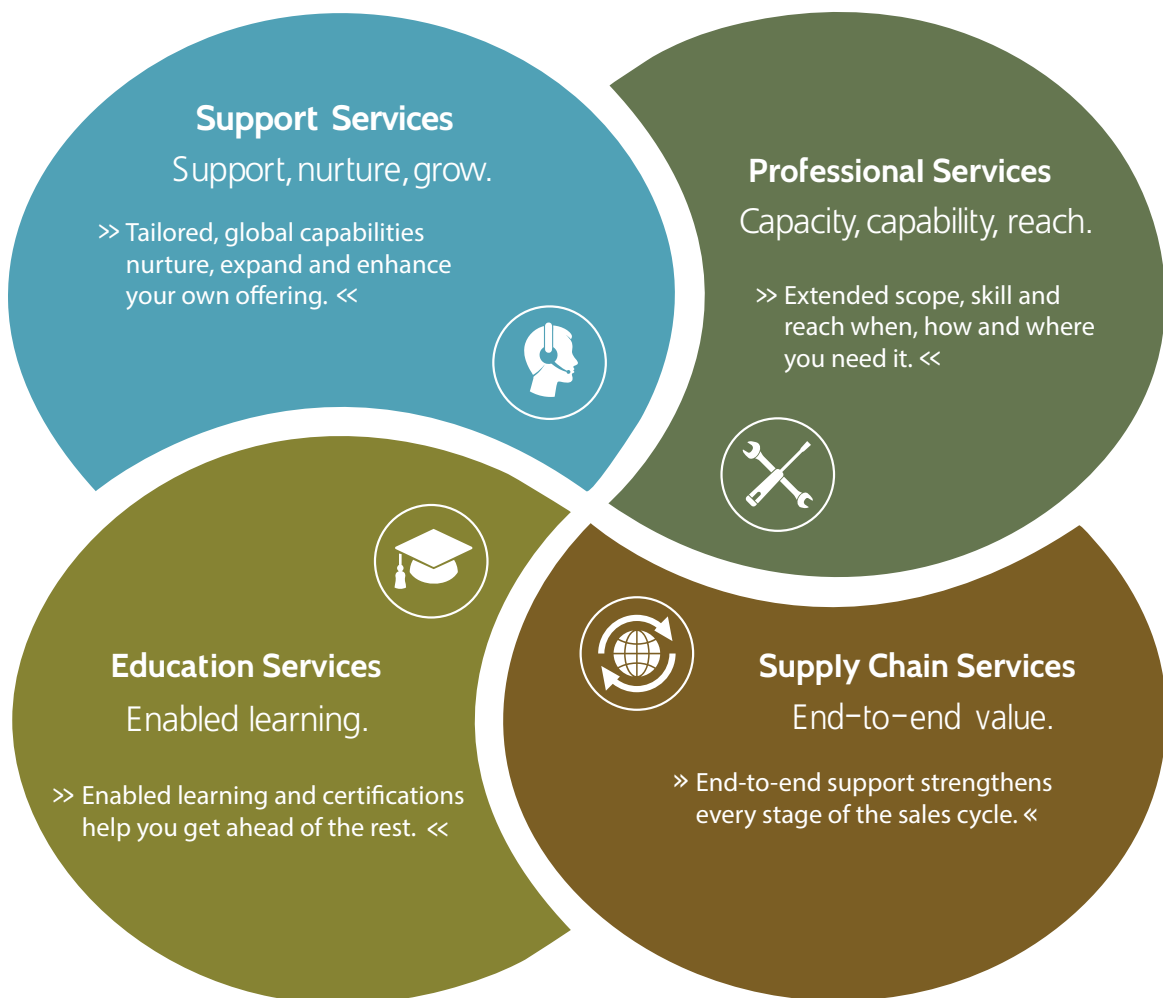 Support Services
Support, nurture, grow.
>> Tailored, global capabilities
nurture, expand and enhance
your own offering. <<
Professional Services
Capacity, capability, reach.
>> Extended scope, skill and
reach when, how and where
you need it. <<
Education Services
Enabled learning.
>> Enabled learning and certifications
help you get ahead of the rest. <<
Supply Chain Services
End-to-end value.
» End-to-end support strengthens
every stage of the sales cycle. «